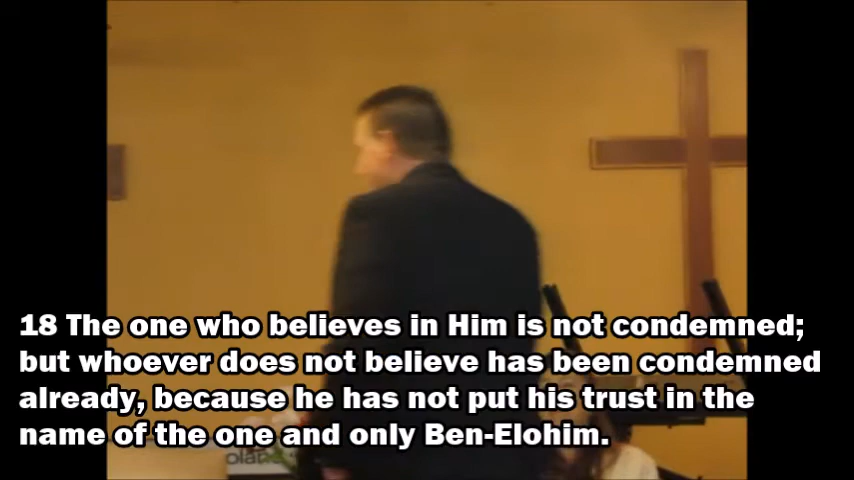 18 The one who believes in Him is not condemned;
but whoever does not believe has been condemned
already, because he has not put his trust in the
name of the one and only Ben-Elohim.